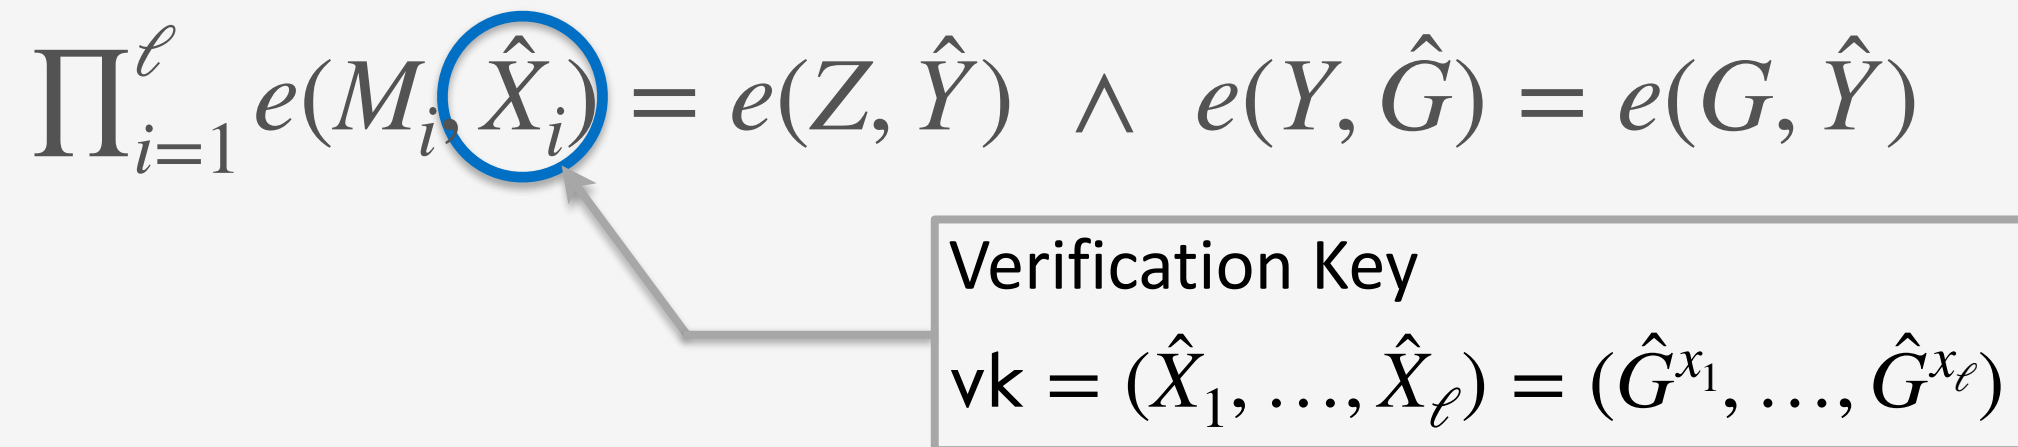 ∏_{i=1}^{ℓ} e(M_i, X̂_i) = e(Z, Ŷ) ∧ e(Y, Ĝ) = e(G, Ŷ)
Verification Key
vk = (X̂_1, …, X̂_ℓ) = (Ĝ^{x_1}, …, Ĝ^{x_ℓ})